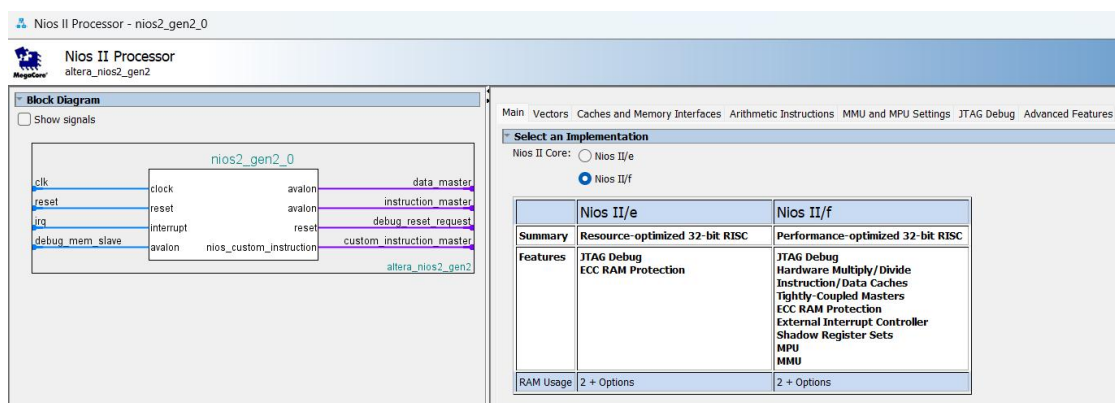 Nios II Processor - nios2_gen2_0
MegaCore®
Nios II Processor
altera_nios2_gen2
Block Diagram
Show signals
nios2_gen2_0
clk
clock
avalon
data_master
reset
reset
avalon
instruction_master
irq
interrupt
reset
debug_reset_request
debug_mem_slave
avalon
nios_custom_instruction
custom_instruction_master
altera_nios2_gen2
Main Vectors Caches and Memory Interfaces Arithmetic Instructions MMU and MPU Settings JTAG Debug Advanced Features
Select an Implementation
Nios II Core:
Nios II/e
Nios II/f
Nios II/e Nios II/f
Summary Resource-optimized 32-bit RISC Performance-optimized 32-bit RISC
Features
JTAG Debug
ECC RAM Protection
JTAG Debug
Hardware Multiply/Divide
Instruction/Data Caches
Tightly-Coupled Masters
ECC RAM Protection
External Interrupt Controller
Shadow Register Sets
MPU
MMU
RAM Usage 2 + Options 2 + Options